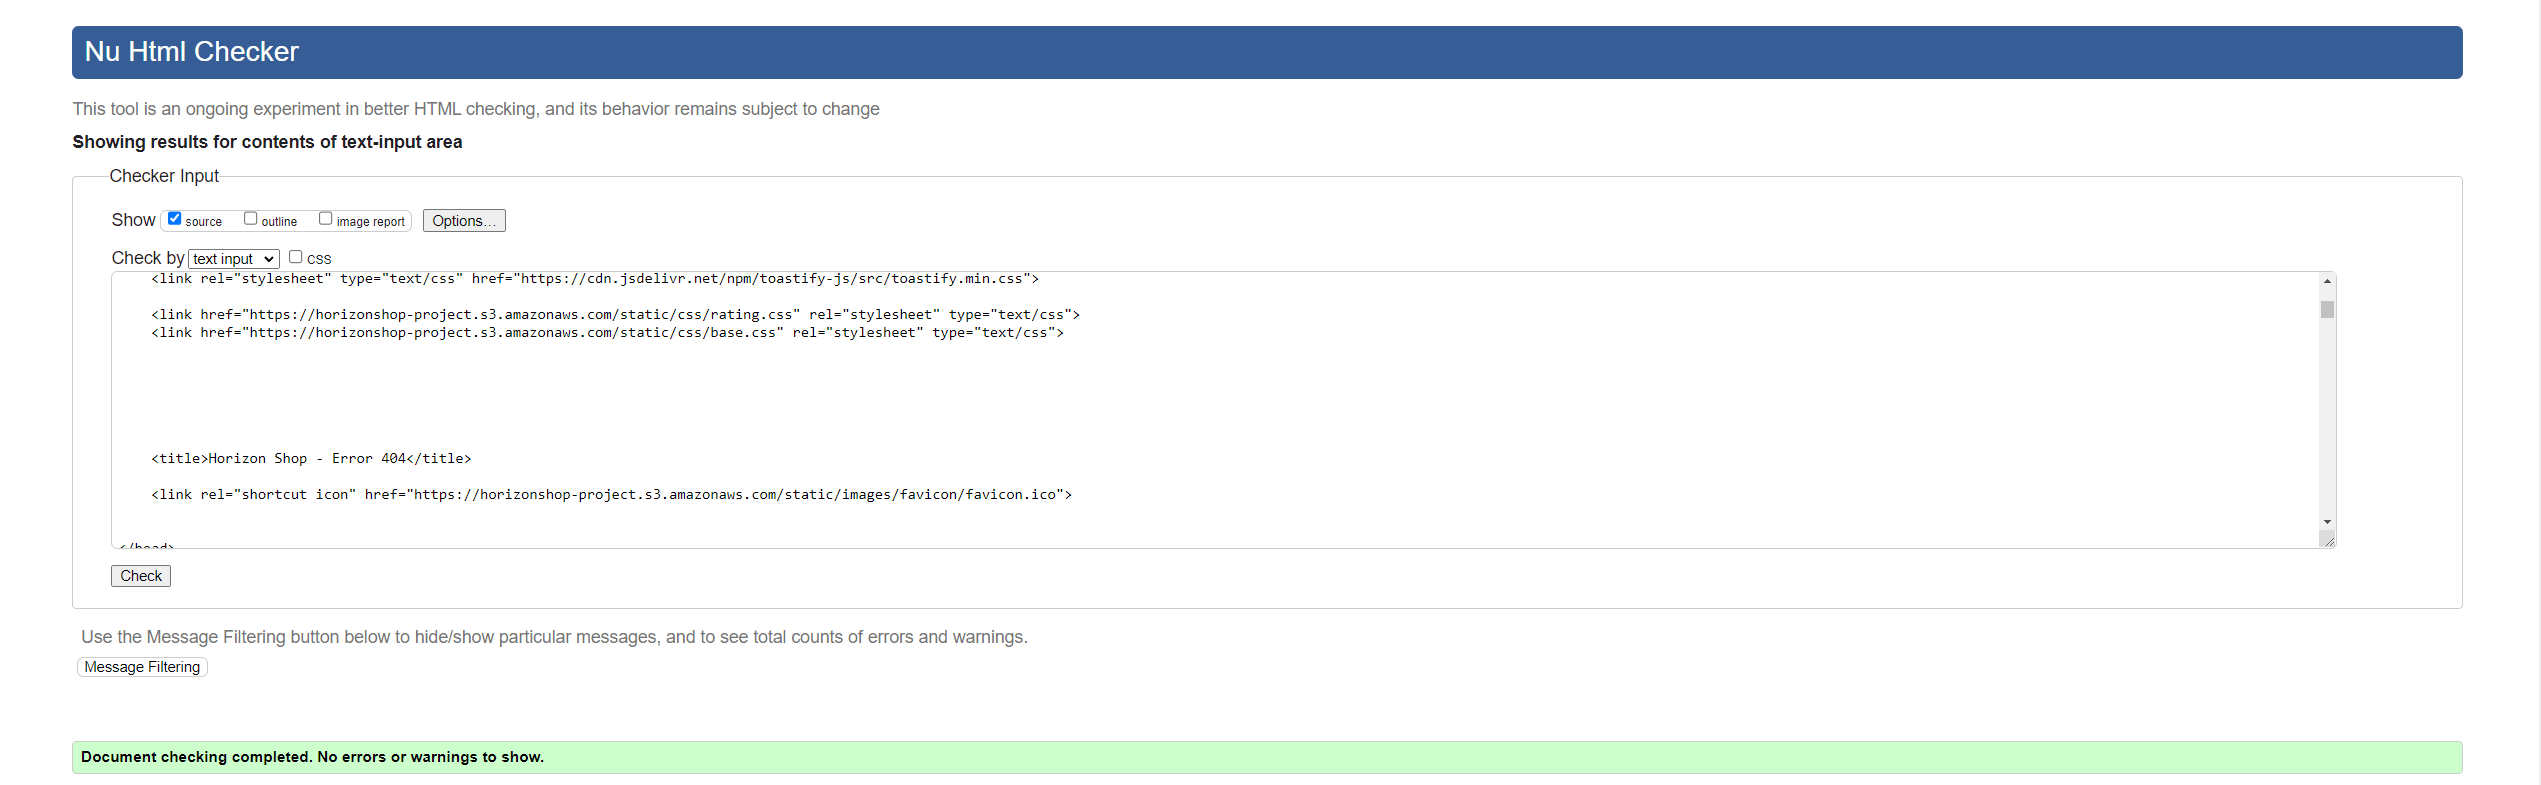 Nu Html Checker
This tool is an ongoing experiment in better HTML checking, and its behavior remains subject to change
Showing results for contents of text-input area
Checker Input
Show source outline image report Options...
Check by text input css
<link rel="stylesheet" type="text/css" href="https://cdn.jsdelivr.net/npm/toastify-js/src/toastify.min.css">
<link href="https://horizonshop-project.s3.amazonaws.com/static/css/rating.css" rel="stylesheet" type="text/css">
<link href="https://horizonshop-project.s3.amazonaws.com/static/css/base.css" rel="stylesheet" type="text/css">
<title>Horizon Shop - Error 404</title>
<link rel="shortcut icon" href="https://horizonshop-project.s3.amazonaws.com/static/images/favicon/favicon.ico">
</head>
Check
Use the Message Filtering button below to hide/show particular messages, and to see total counts of errors and warnings.
Message Filtering
Document checking completed. No errors or warnings to show.